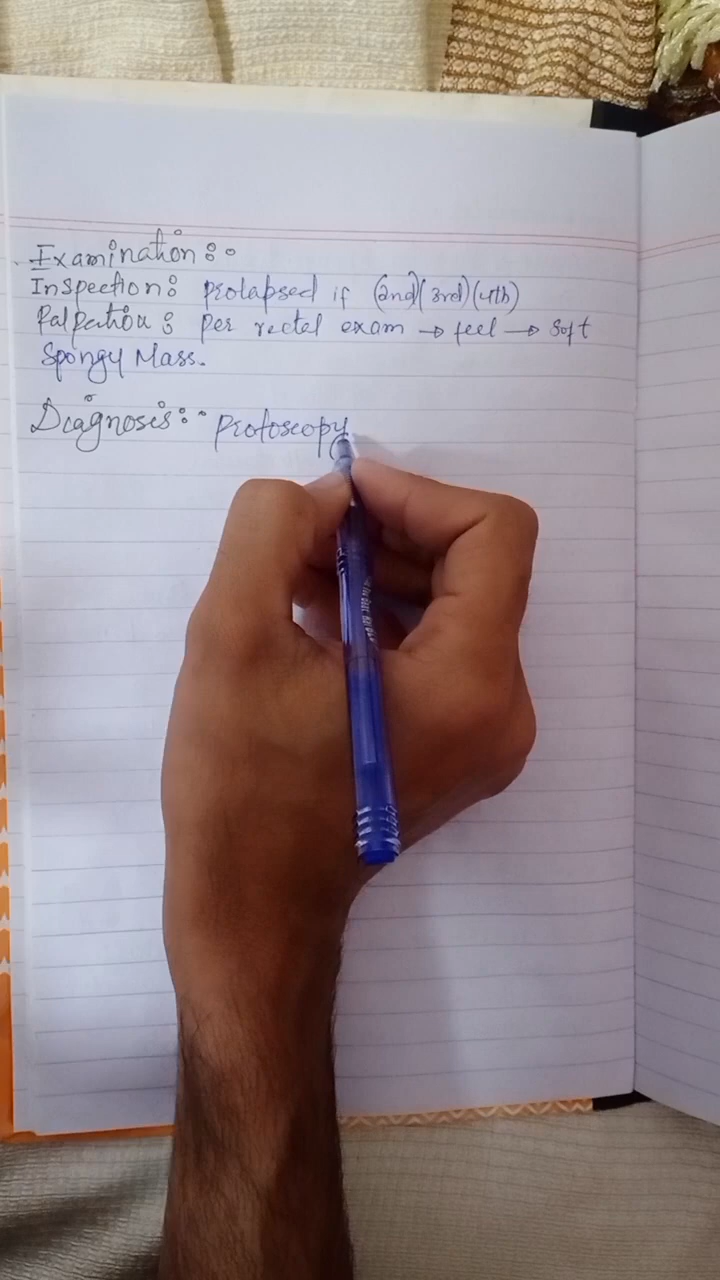 Examination :-
Inspection : prolapsed if (2nd)(3rd)(4th)
Palpation : per rectal exam → feel → soft
Spongy Mass.
Diagnosis :- protoscopy